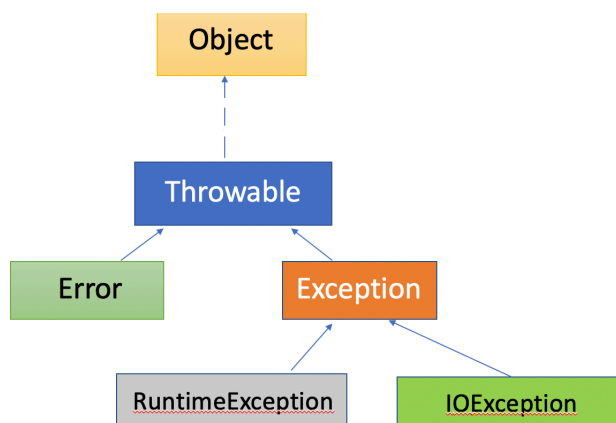 Object
Throwable
Error
Exception
RuntimeException
IOException